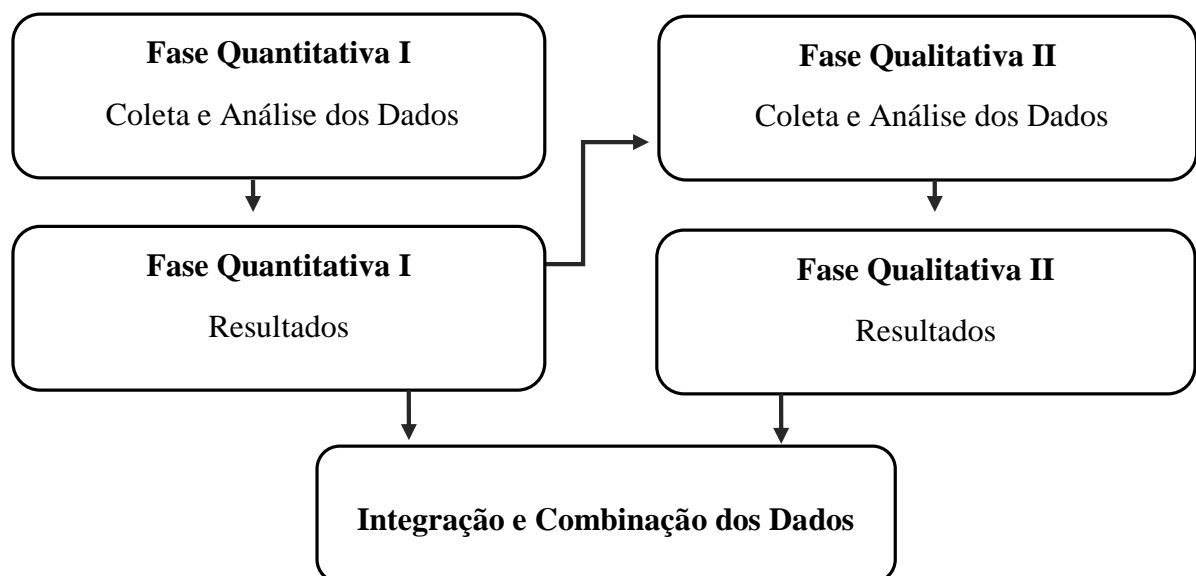 Fase Quantitativa I
Coleta e Análise dos Dados
Fase Qualitativa II
Coleta e Análise dos Dados
Fase Quantitativa I
Resultados
Fase Qualitativa II
Resultados
Integração e Combinação dos Dados